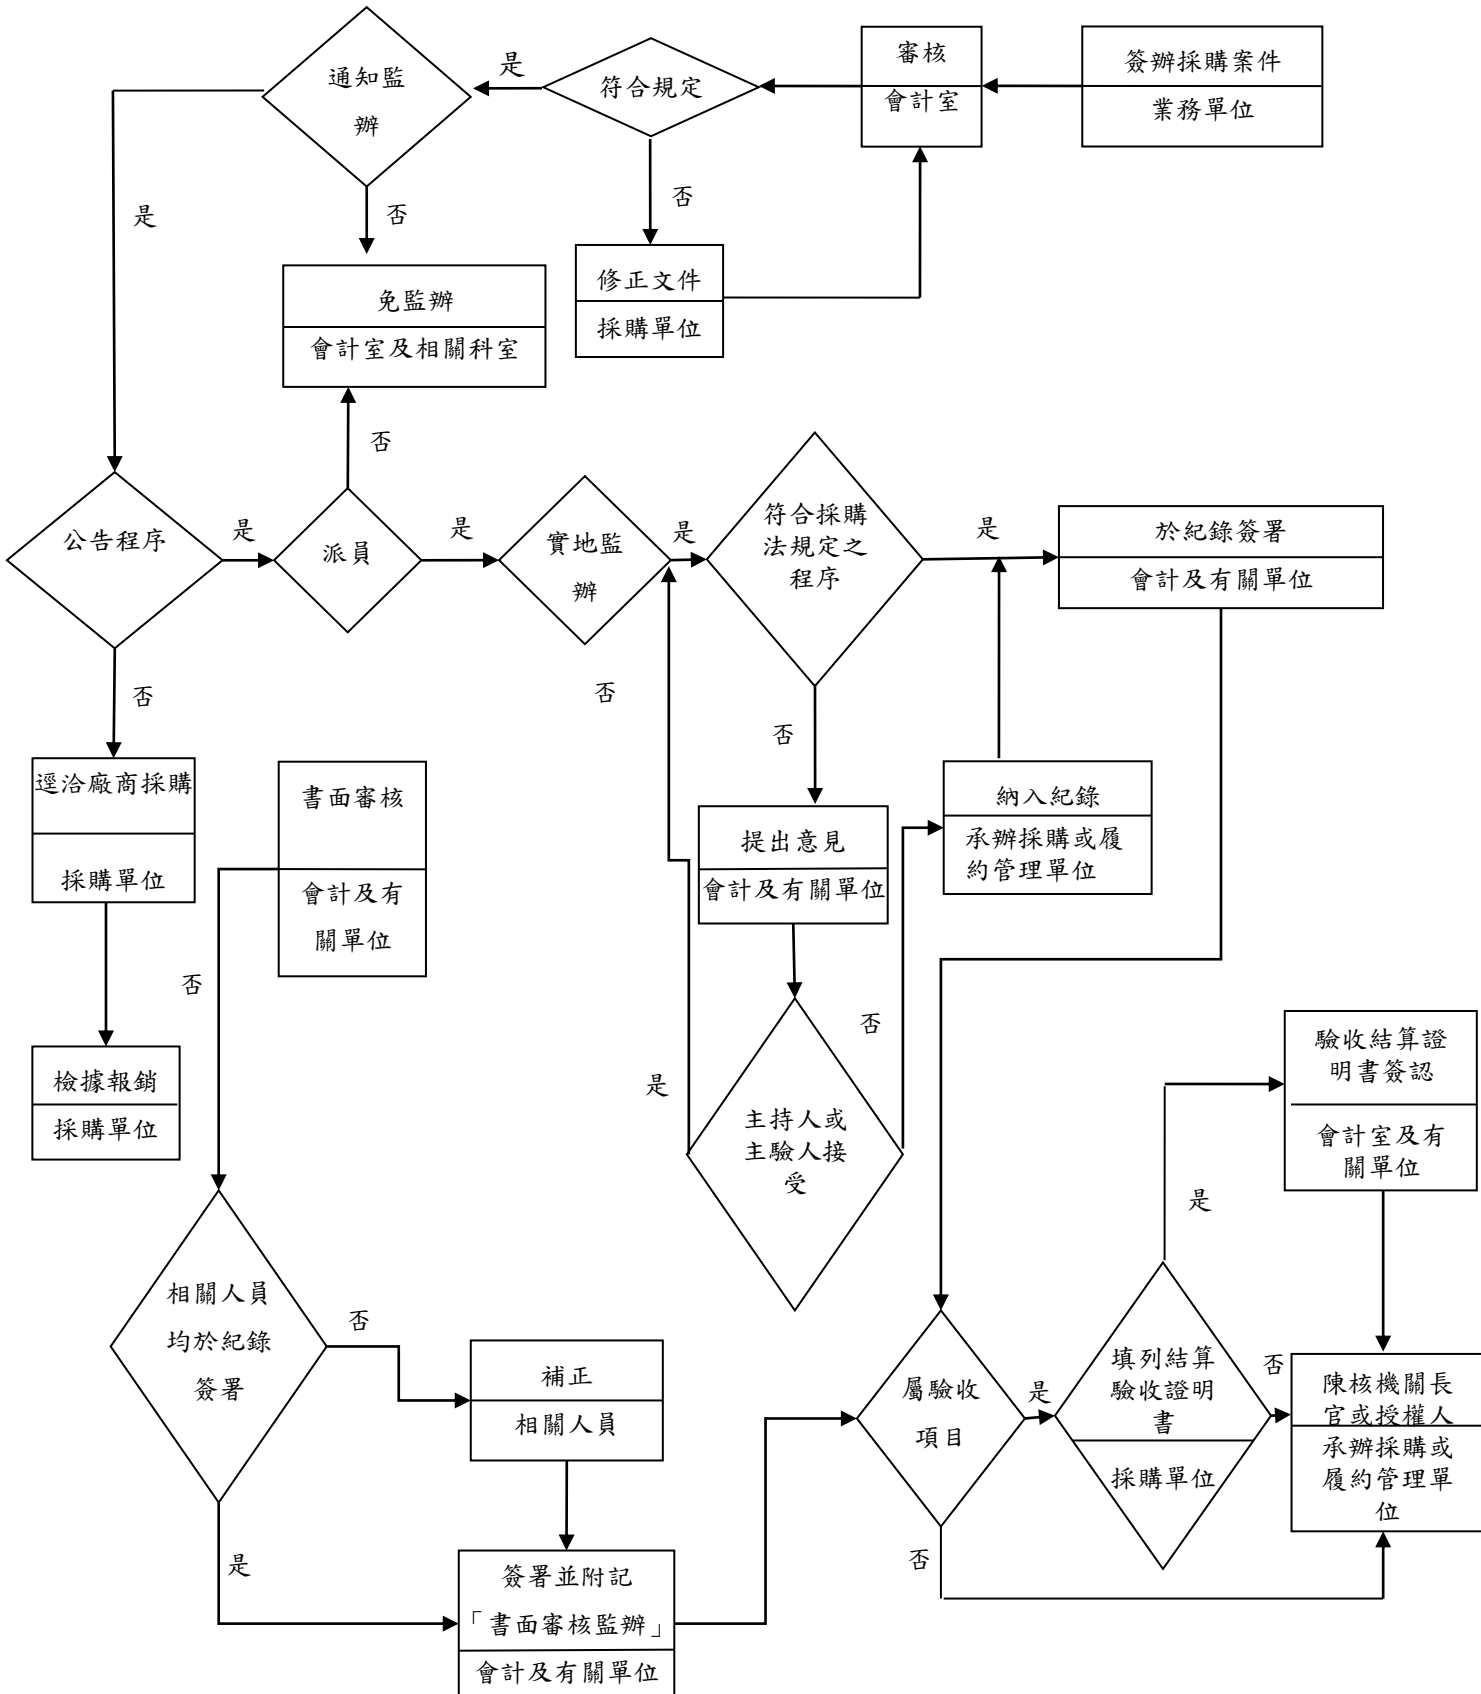 簽辦採購案件
業務單位
審核
會計室
符合規定
是
否
修正文件
採購單位
通知監
辦
是
否
免監辦
會計室及相關科室
否
公告程序
是
派員
是
實地監
辦
是
符合採購
法規定之
程序
是
於紀錄簽署
會計及有關單位
否
逕洽廠商採購
採購單位
檢據報銷
採購單位
書面審核
會計及有
關單位
否
否
否
提出意見
會計及有關單位
納入紀錄
承辦採購或履
約管理單位
是
主持人或
主驗人接
受
否
相關人員
均於紀錄
簽署
否
補正
相關人員
是
簽署並附記
「書面審核監辦」
會計及有關單位
屬驗收
項目
是
否
填列結算
驗收證明
書
採購單位
是
否
驗收結算證
明書簽認
會計室及有
關單位
陳核機關長
官或授權人
承辦採購或
履約管理單
位